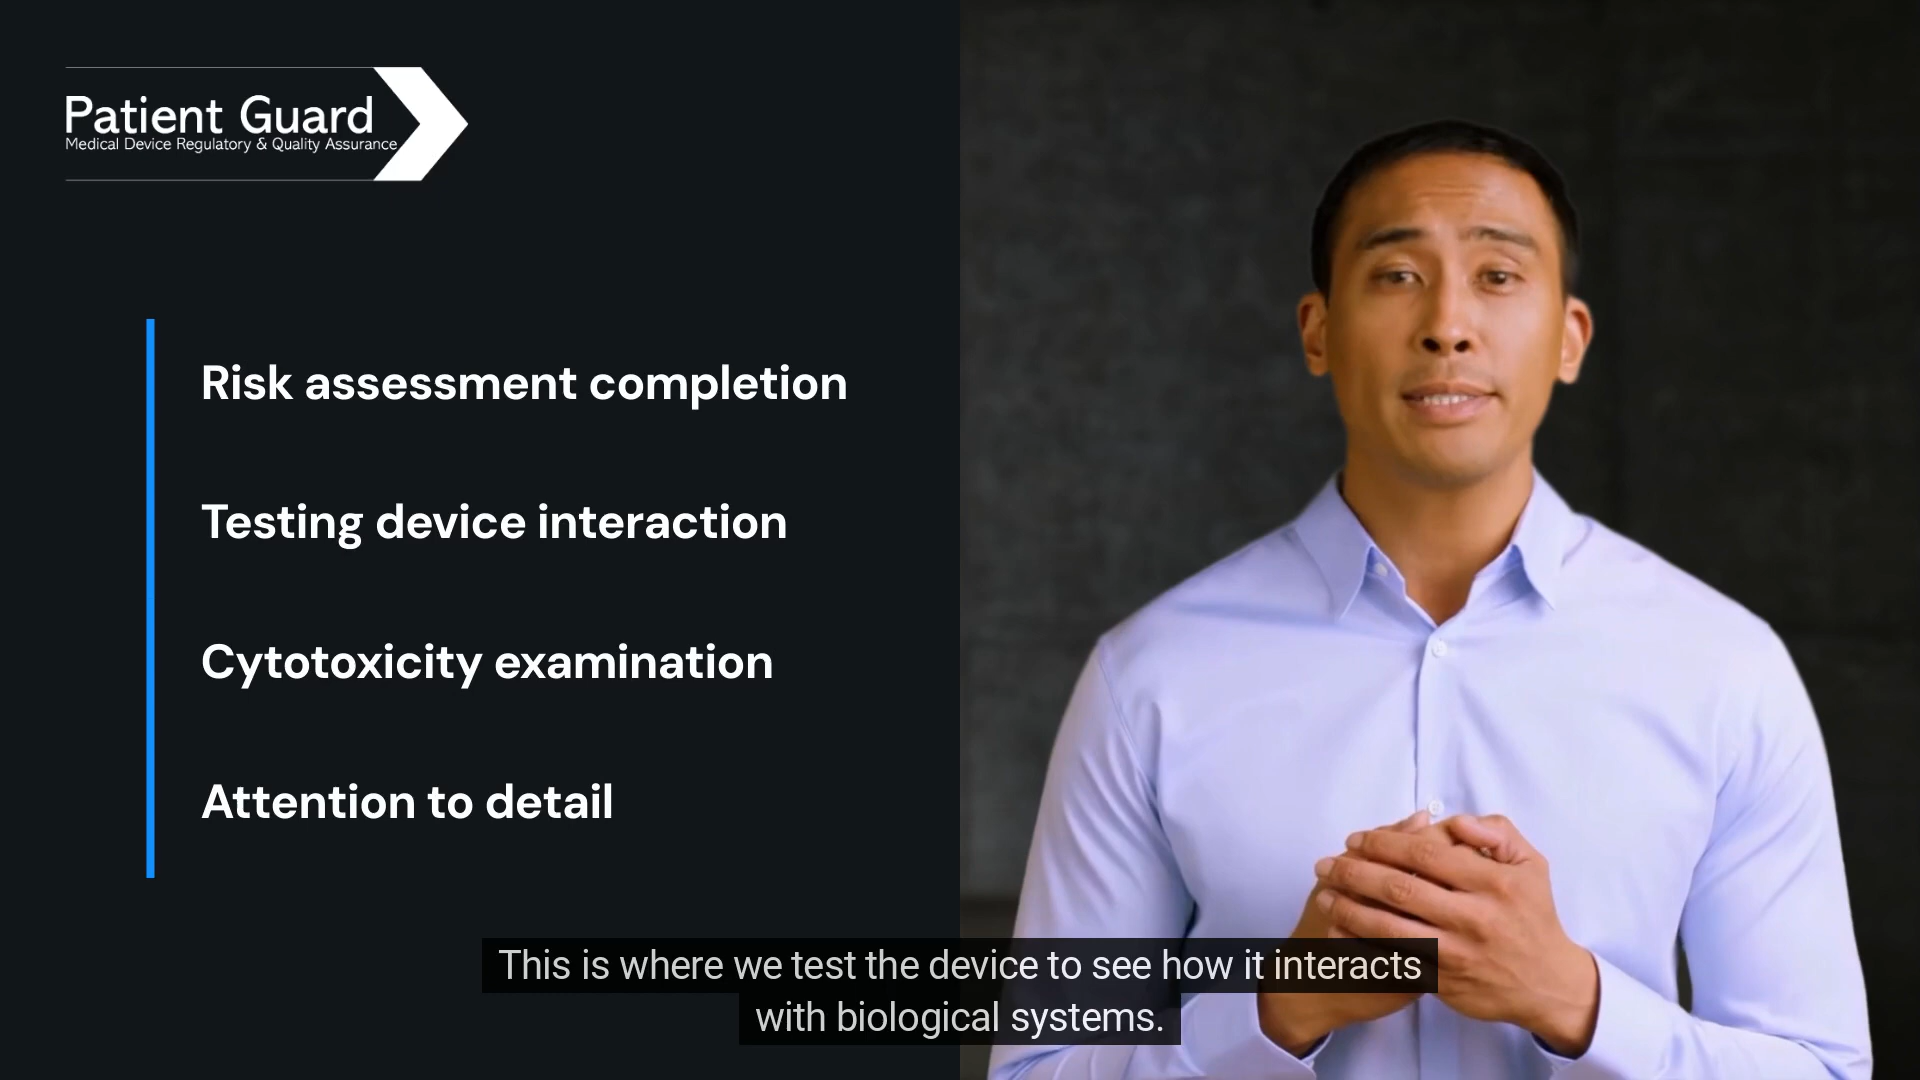 Patient Guard
Medical Device Regulatory & Quality Assurance
Risk assessment completion
Testing device interaction
Cytotoxicity examination
Attention to detail
This is where we test the device to see how it interacts
with biological systems.